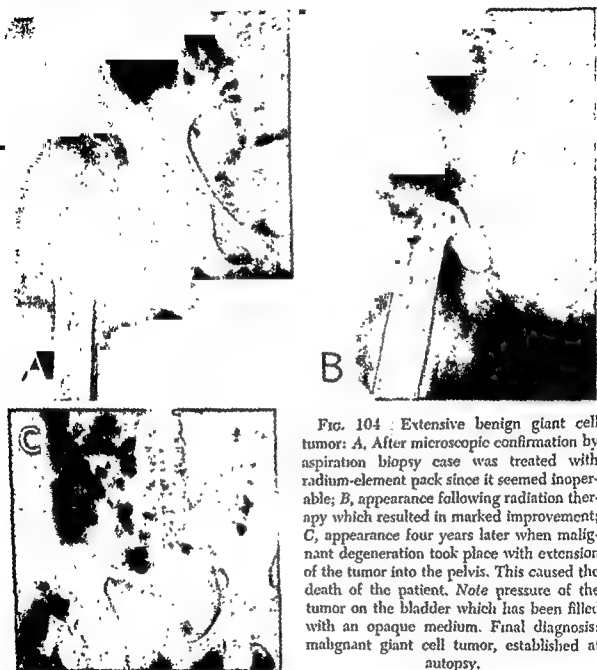 A
B
C
FIG. 104 : Extensive benign giant cell
tumor: A, After microscopic confirmation by
aspiration biopsy case was treated with
radium-element pack since it seemed inoper-
able; B, appearance following radiation ther-
apy which resulted in marked improvement;
C, appearance four years later when malig-
nant degeneration took place with extension
of the tumor into the pelvis. This caused the
death of the patient. Note pressure of the
tumor on the bladder which has been filled
with an opaque medium. Final diagnosis:
malignant giant cell tumor, established at
autopsy.